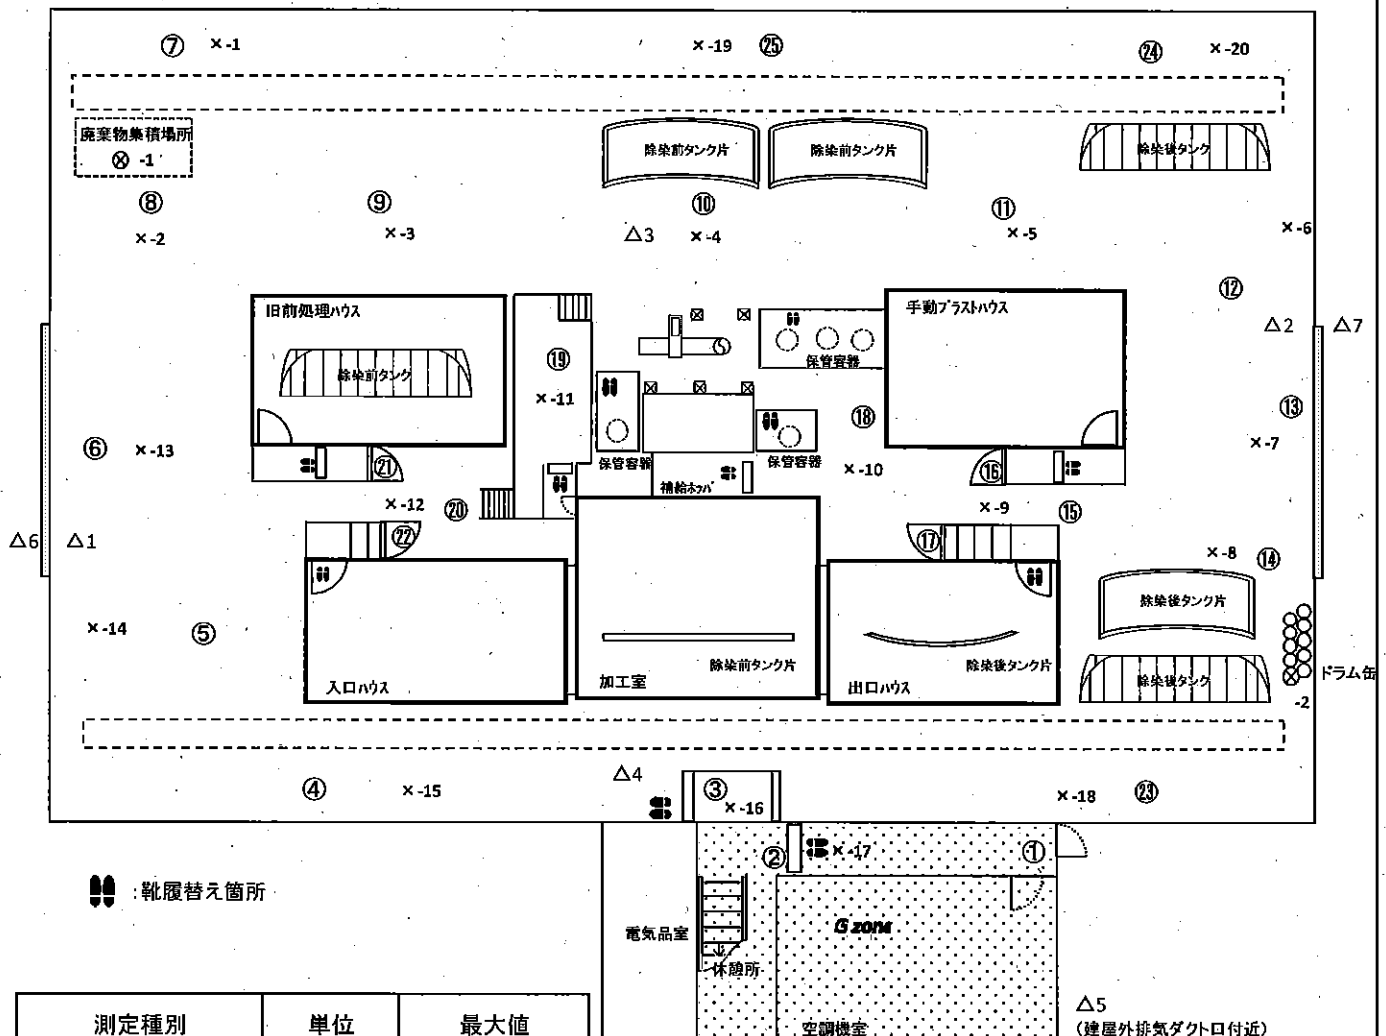 ⑦ ×-1 ×-19 ㉕ ㉔ ×-20
廃棄物集積場所
⊗ -1
除染前タンク片 除染前タンク片 除染後タンク
⑧ ⑨ ⑩ ⑪
×-2 ×-3 △3 ×-4 ×-5 ×-6
⑫
旧前処理ハウス 手動ブラストハウス
△2 △7
除染前タンク ⑲ 保管容器
×-11 ⑱ ⑬
⑥ ×-13 ×-7
㉑ 保管容器 保管容器 ×-10 ⑯
補給ホッパ
×-12 ⑳ ×-9 ⑮
△6 △1 ㉒ ⑰ ×-8 ⑭
除染後タンク片
×-14 ⑤
除染前タンク片 除染後タンク片 除染後タンク ドラム缶
入口ハウス 加工室 出口ハウス
-2
④ ×-15 △4 ③ ×-16 ×-18 ㉓
② ×-17 ①
:靴履替え箇所
電気品室 G zone
休憩所
測定種別 単位 最大値
空調機室
△5
(建屋外排気ダクト口付近)